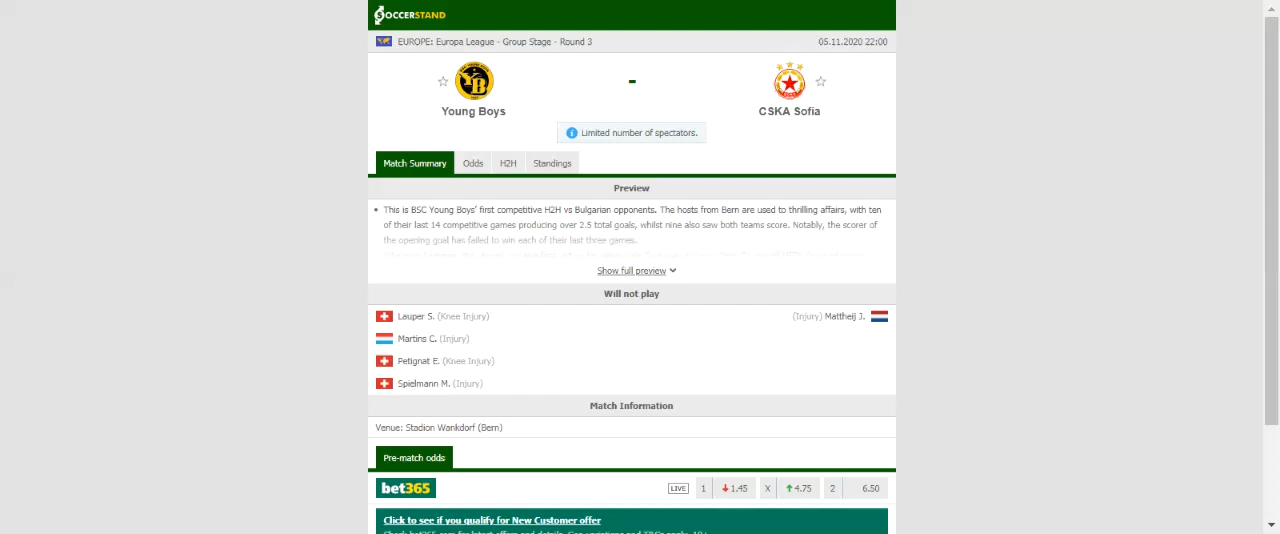 SOCCERSTAND
EUROPE: Europa League - Group Stage - Round 3 05.11.2020 22:00
-
Young Boys CSKA Sofia
Limited number of spectators.
Match Summary Odds H2H Standings
Preview
This is BSC Young Boys' first competitive H2H vs Bulgarian opponents. The hosts from Bern are used to thrilling affairs, with ten
of their last 14 competitive games producing over 2.5 total goals, whilst nine also saw both teams score. Notably, the scorer of
the opening goal has failed to win each of their last three games.
Show full preview
Will not play
Lauper S. (Knee Injury) (Injury) Mattheij J.
Martins C. (Injury)
Petignat E. (Knee Injury)
Spielmann M. (Injury)
Match Information
Venue: Stadion Wankdorf (Bern)
Pre-match odds
bet365 LIVE 1 1.45 X 4.75 2 6.50
Click to see if you qualify for New Customer offer